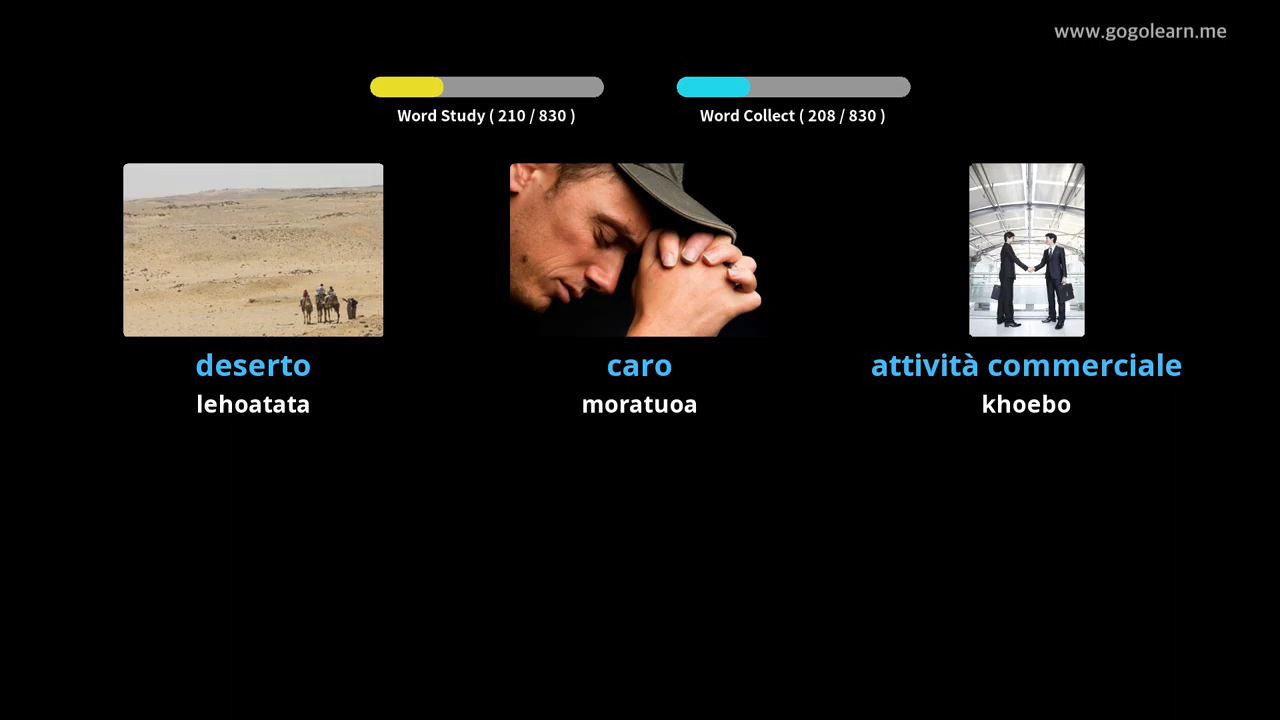 www.gogolearn.me
Word Study ( 210 / 830 )
Word Collect ( 208 / 830 )
deserto
lehoatata
caro
moratuoa
attività commerciale
khoebo